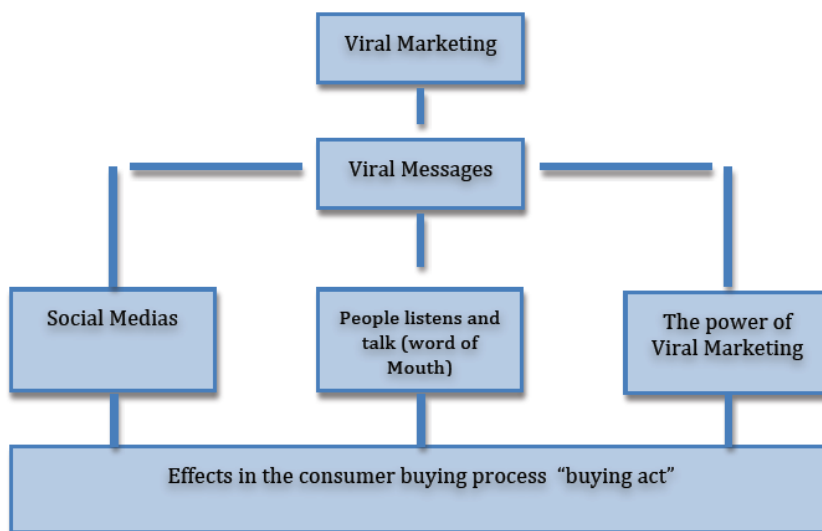 Viral Marketing
Viral Messages
Social Medias
People listens and
talk (word of
Mouth)
The power of
Viral Marketing
Effects in the consumer buying process “buying act”